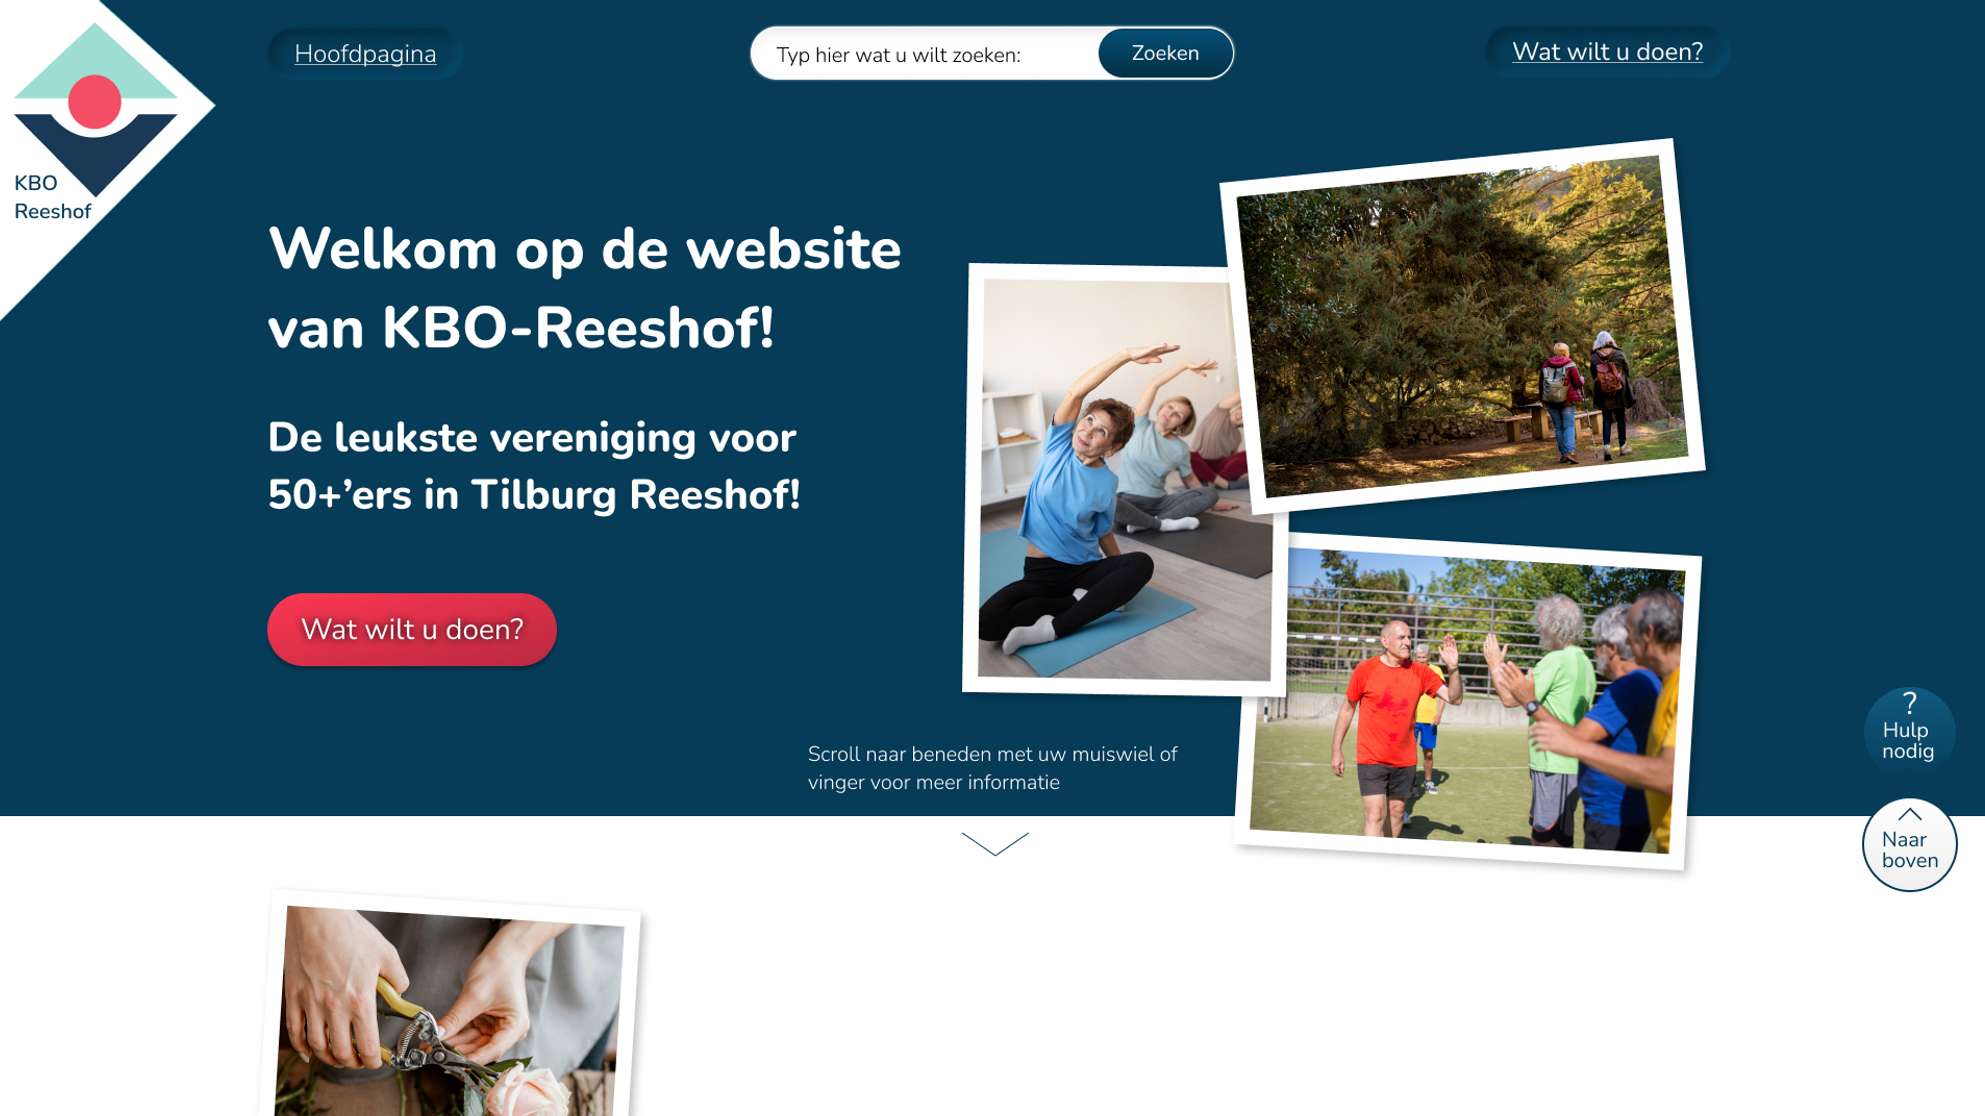 KBO
Reeshof
Hoofdpagina
Typ hier wat u wilt zoeken:
Zoeken
Wat wilt u doen?
Welkom op de website
van KBO-Reeshof!
De leukste vereniging voor
50+’ers in Tilburg Reeshof!
Wat wilt u doen?
Scroll naar beneden met uw muiswiel of
vinger voor meer informatie
?
Hulp
nodig
Naar
boven